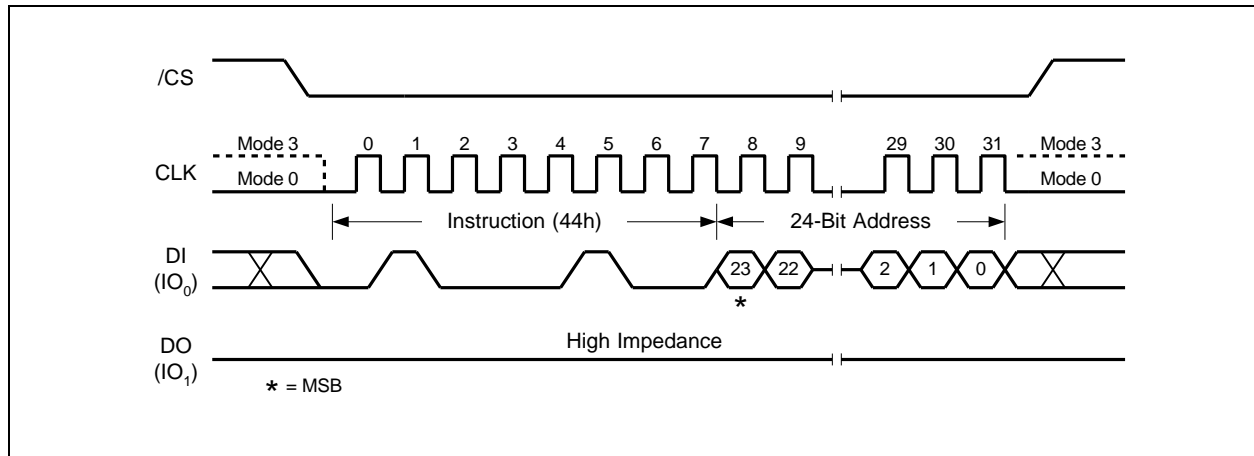 /CS
Mode 3 0 1 2 3 4 5 6 7 8 9 29 30 31 Mode 3
CLK
Mode 0 Mode 0
Instruction (44h) 24-Bit Address
DI
(IO0)
23 22 2 1 0
*
High Impedance
DO
(IO1)
* = MSB